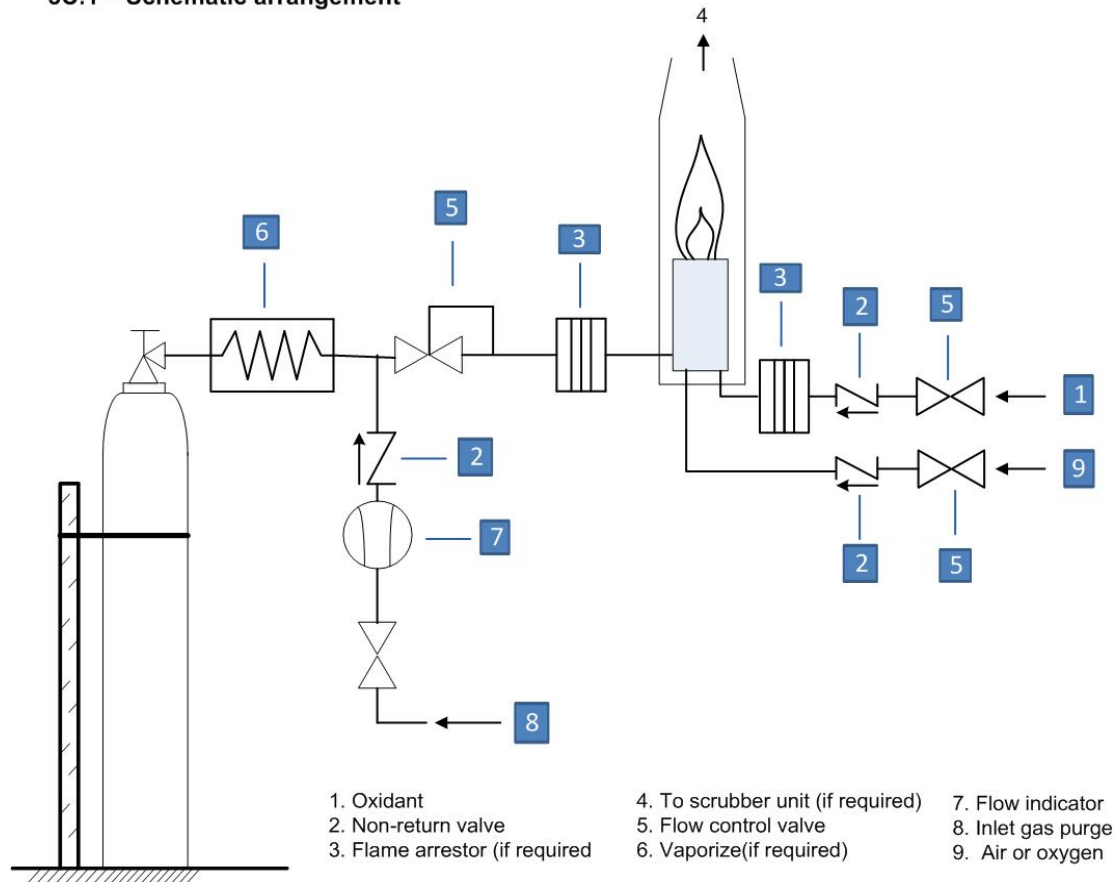 4
5
6
3
3
2
5
1
2
9
7
2
5
8
1. Oxidant
2. Non-return valve
3. Flame arrestor (if required
4. To scrubber unit (if required)
5. Flow control valve
6. Vaporize(if required)
7. Flow indicator
8. Inlet gas purge
9. Air or oxygen